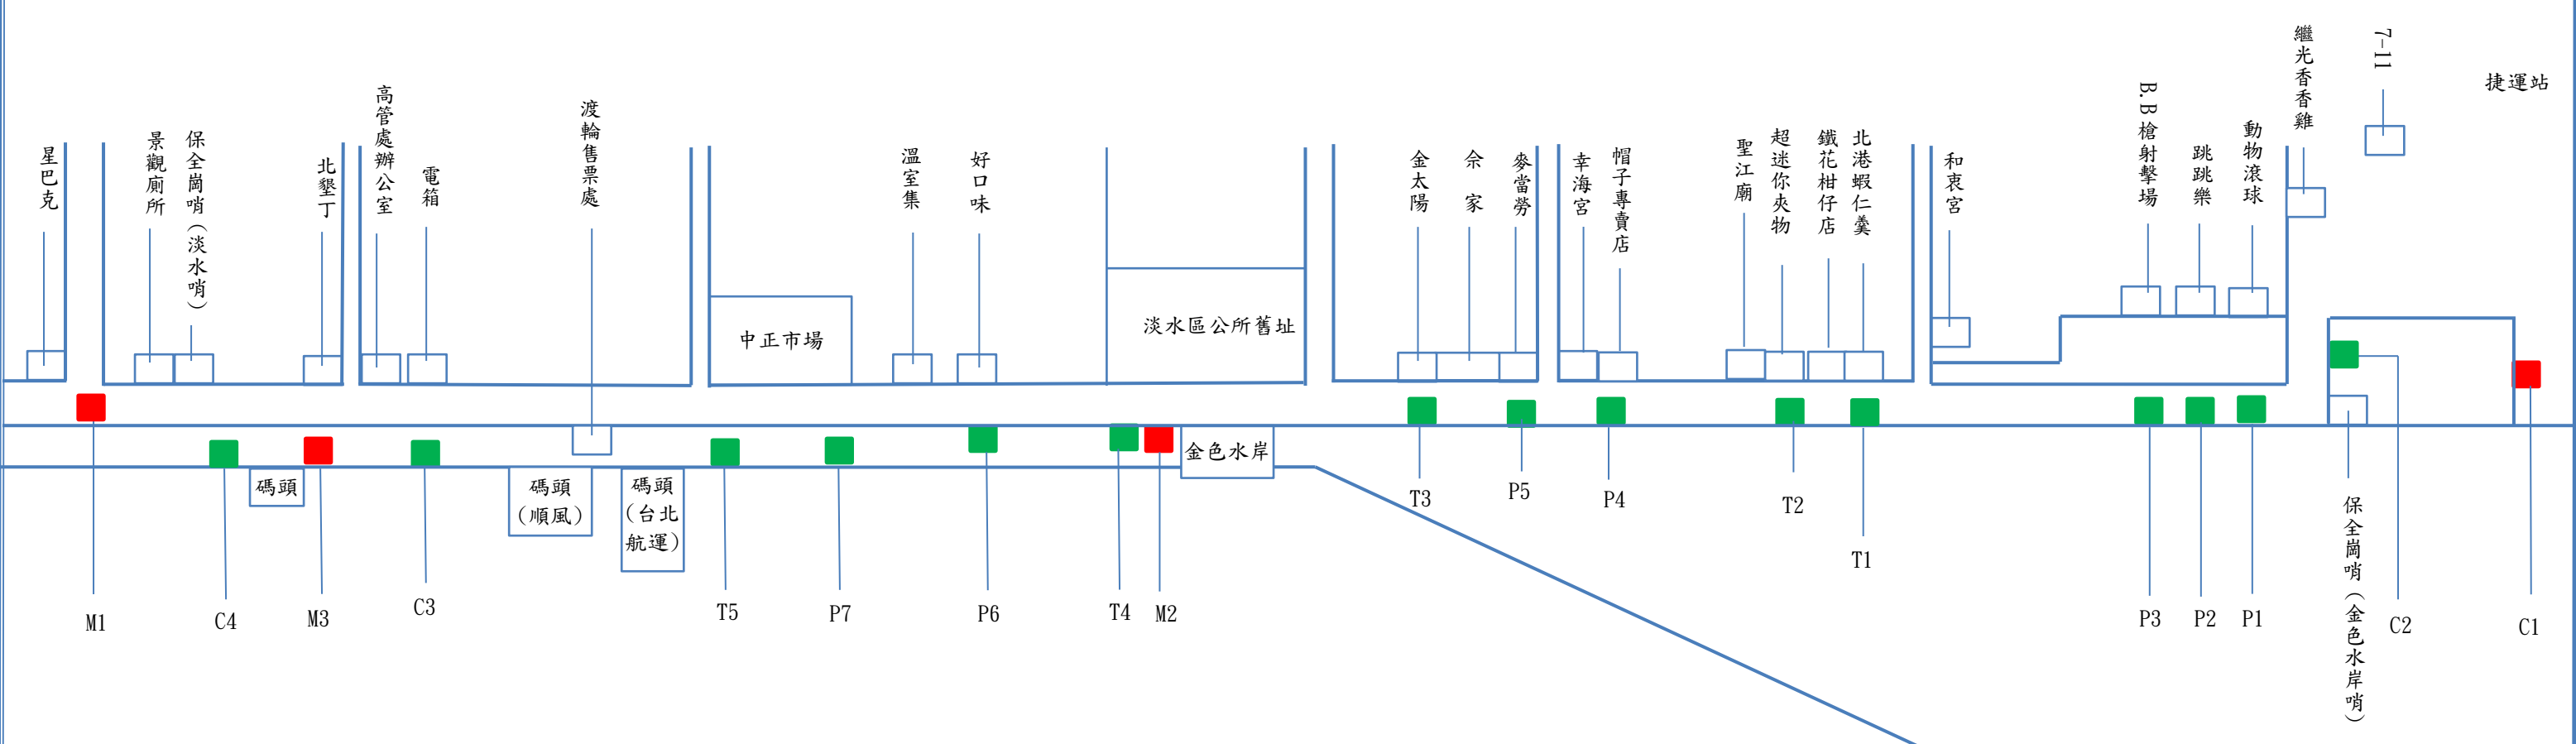 星巴克
景觀廁所
保全崗哨(淡水哨)
北墾丁
高管處辦公室
電箱
渡輪售票處
中正市場
溫室集
好口味
淡水區公所舊址
金太陽
佘 家
麥當勞
幸海宮
帽子專賣店
聖江廟
超迷你夾物
鐵花柑仔店
北港蝦仁羹
和衷宮
B.B槍射擊場
跳跳樂
動物滾球
繼光香香雞
7-11
捷運站
碼頭
碼頭
(順風)
碼頭
(台北
航運)
金色水岸
M1
C4
M3
C3
T5
P7
P6
T4
M2
T3
P5
P4
T2
T1
P3
P2
P1
保全崗哨(金色水岸哨)
C2
C1